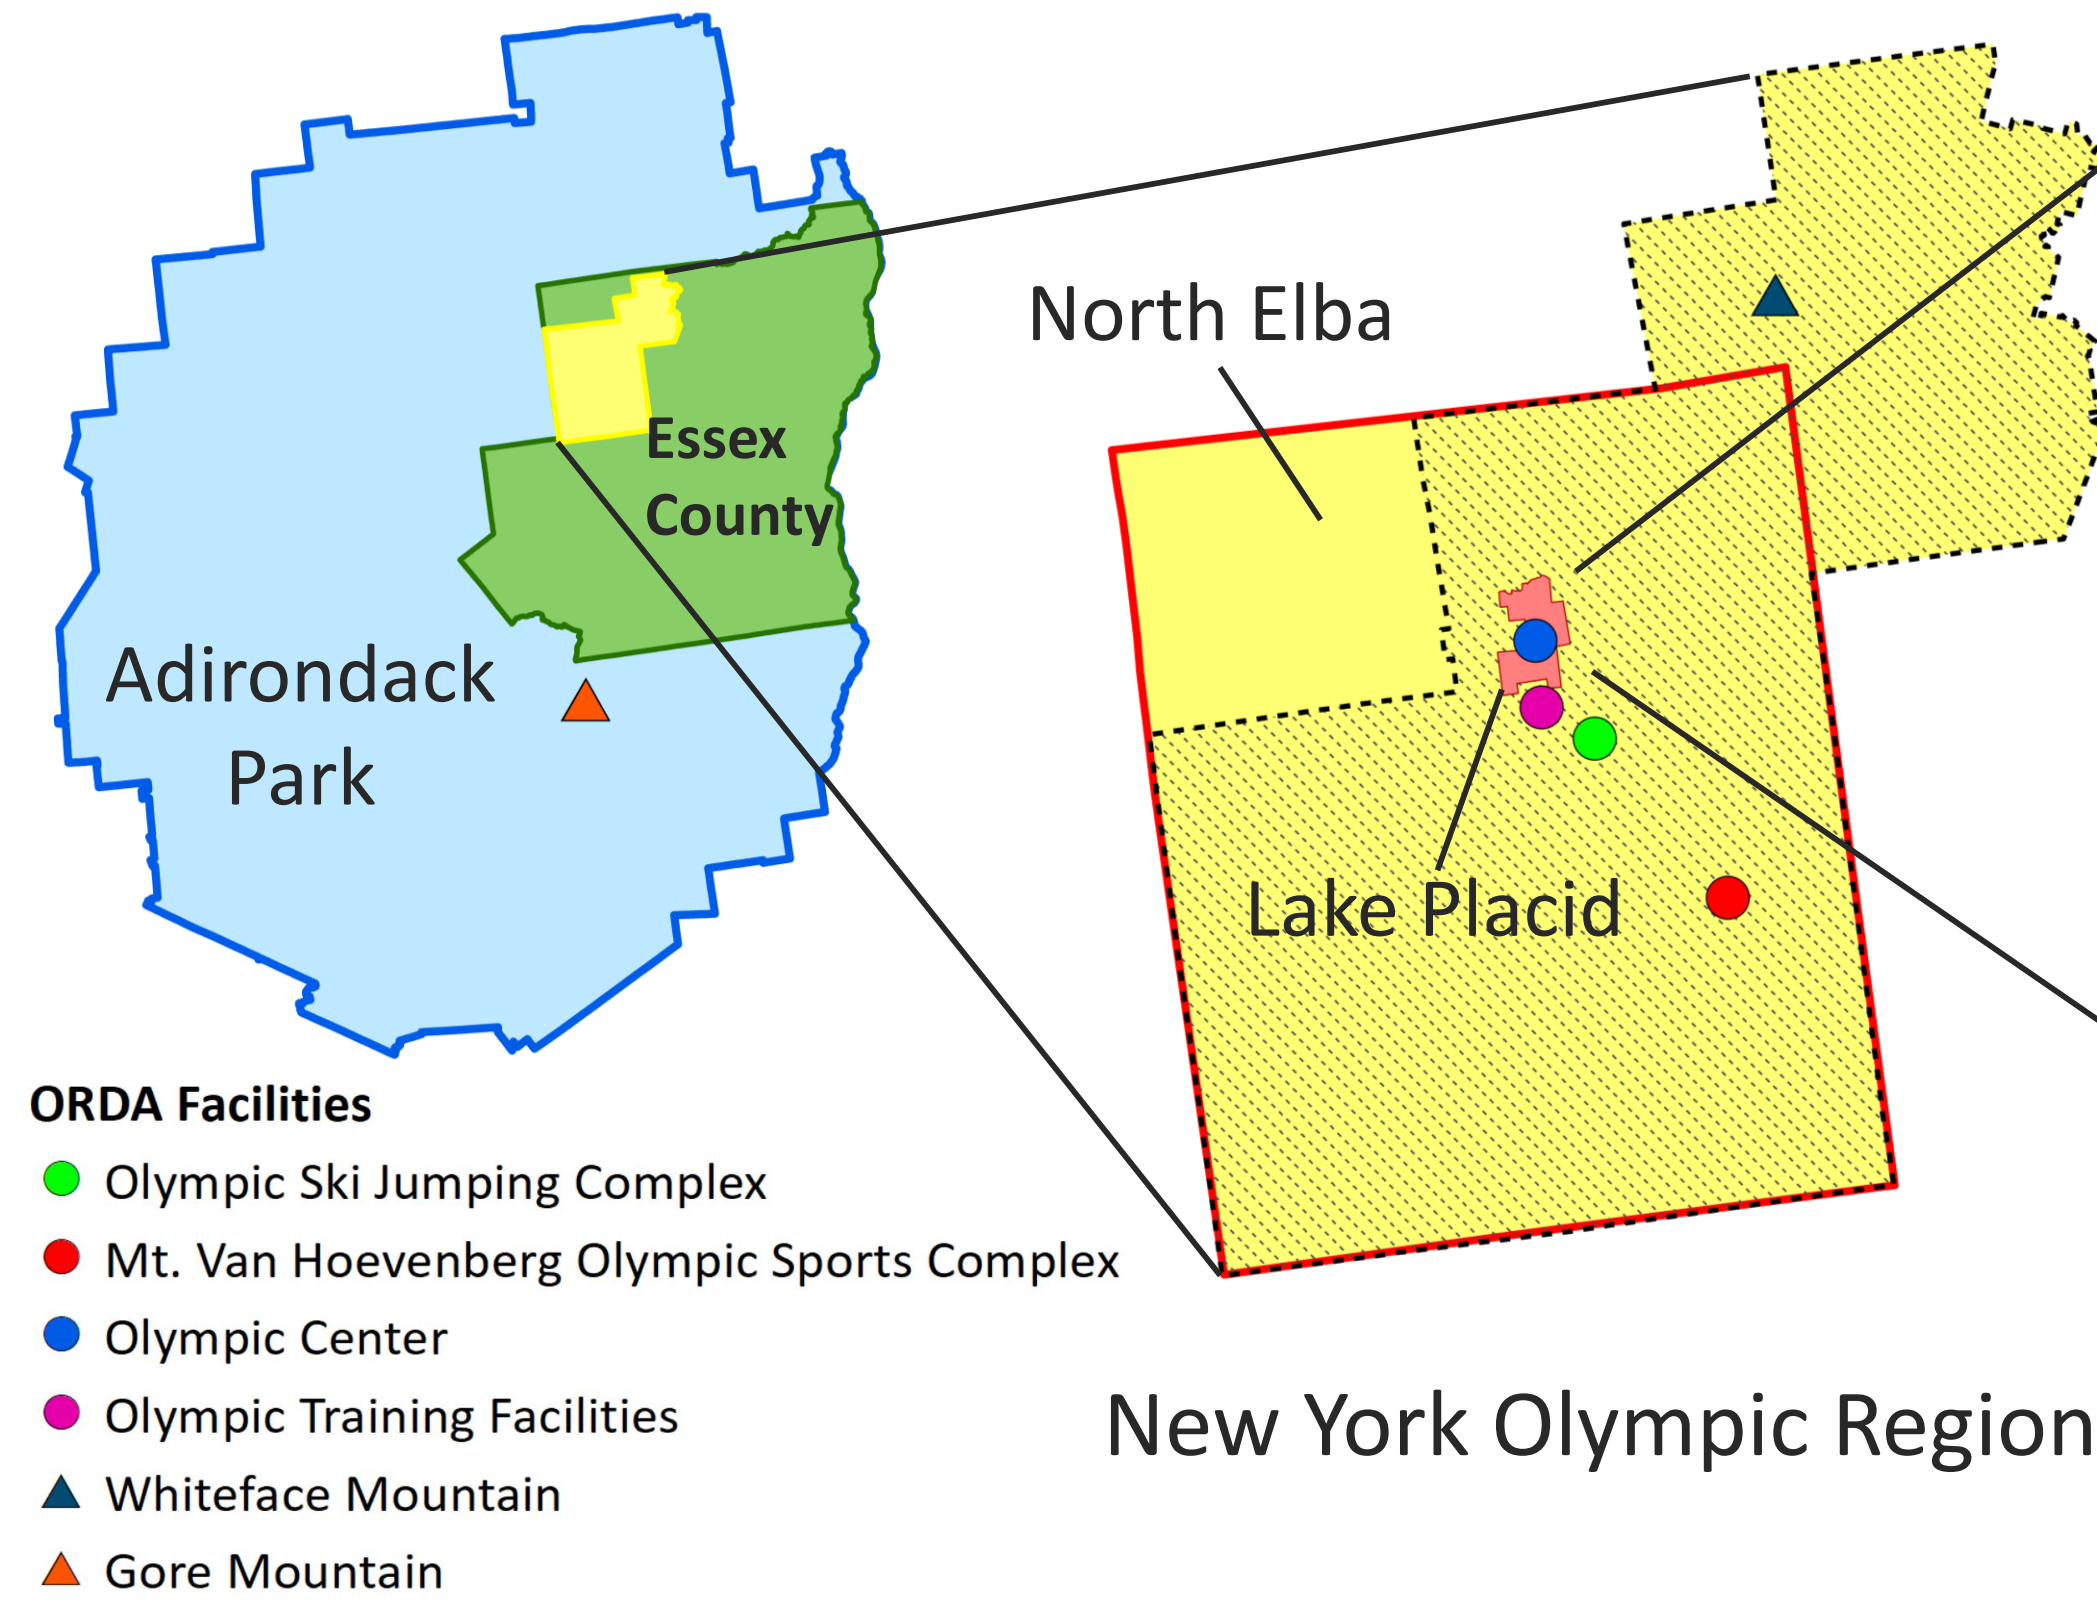 North Elba
Essex
County
Adirondack
Park
Lake Placid
ORDA Facilities
Olympic Ski Jumping Complex
Mt. Van Hoevenberg Olympic Sports Complex
Olympic Center
Olympic Training Facilities
Whiteface Mountain
Gore Mountain
New York Olympic Region